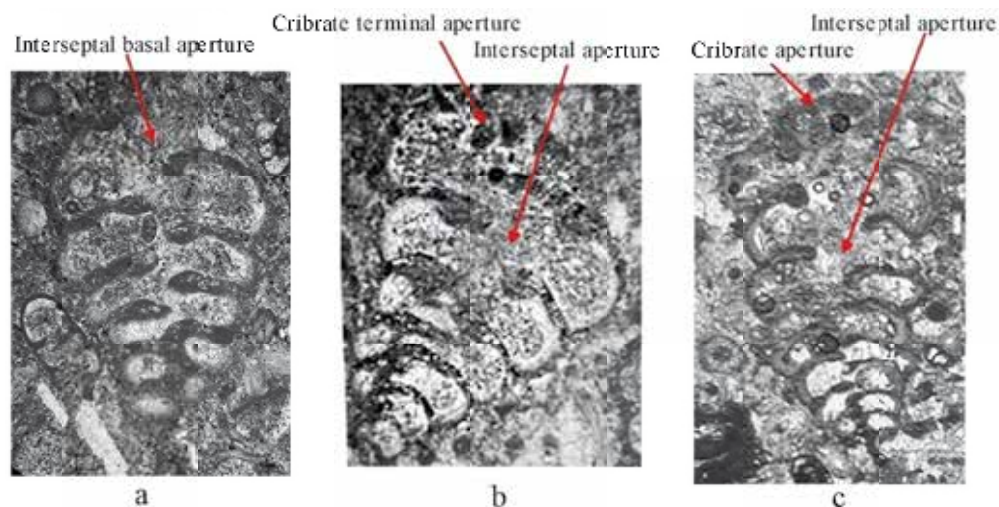 Interseptal basal aperture
Cribrate terminal aperture
Interseptal aperture
Cribrate aperture
Interseptal aperture
a
b
c